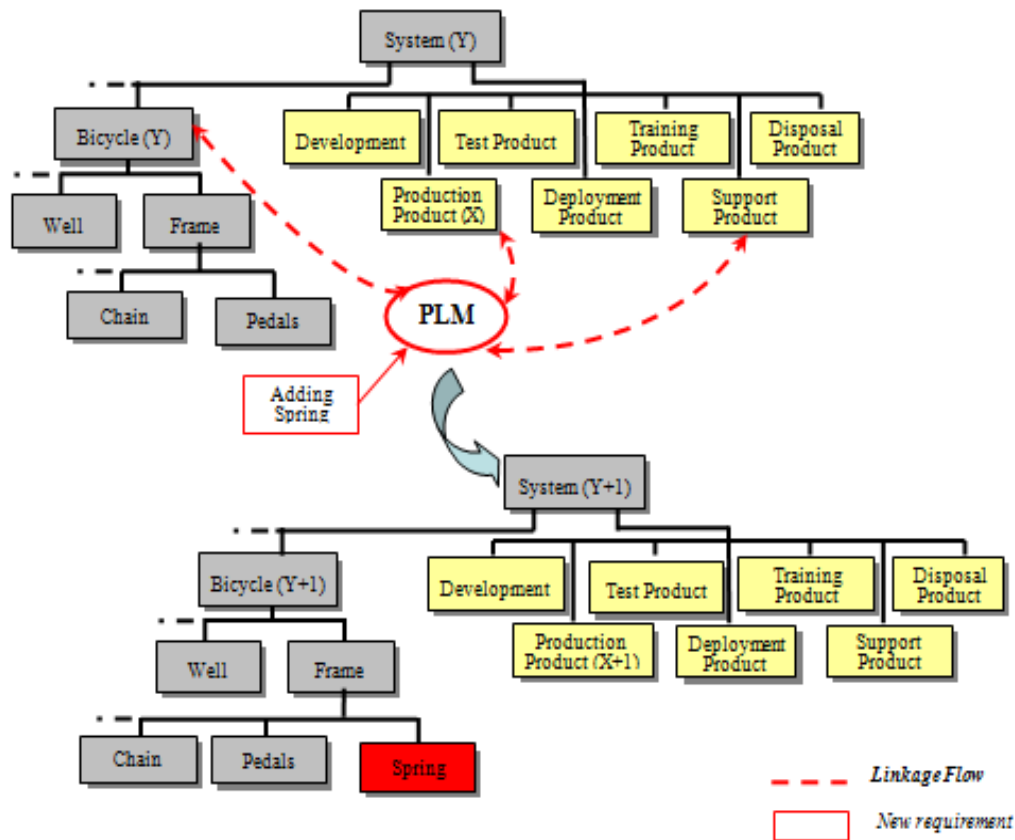 System (Y)
Bicycle (Y)
Development
Test Product
Training
Product
Disposal
Product
Production
Product (X)
Deployment
Product
Support
Product
Well
Frame
Chain
Pedals
PLM
Adding
Spring
System (Y+1)
Bicycle (Y+1)
Development
Test Product
Training
Product
Disposal
Product
Production
Product (X+1)
Deployment
Product
Support
Product
Well
Frame
Chain
Pedals
Spring
Linkage Flow
New requirement